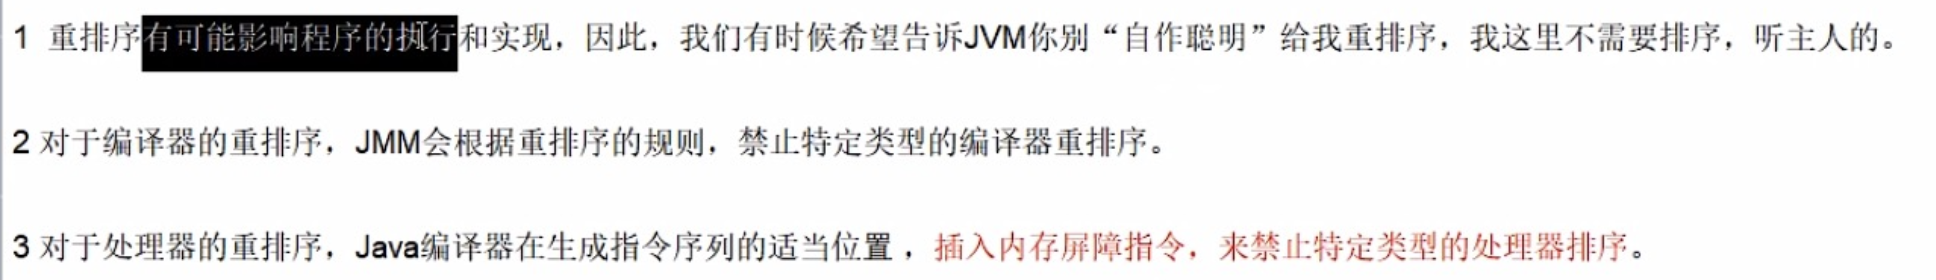 1 重排序有可能影响程序的执行和实现，因此，我们有时候希望告诉JVM你别“自作聪明”给我重排序，我这里不需要排序，听主人的。
2 对于编译器的重排序，JMM会根据重排序的规则，禁止特定类型的编译器重排序。
3 对于处理器的重排序，Java编译器在生成指令序列的适当位置 ，插入内存屏障指令，来禁止特定类型的处理器排序。